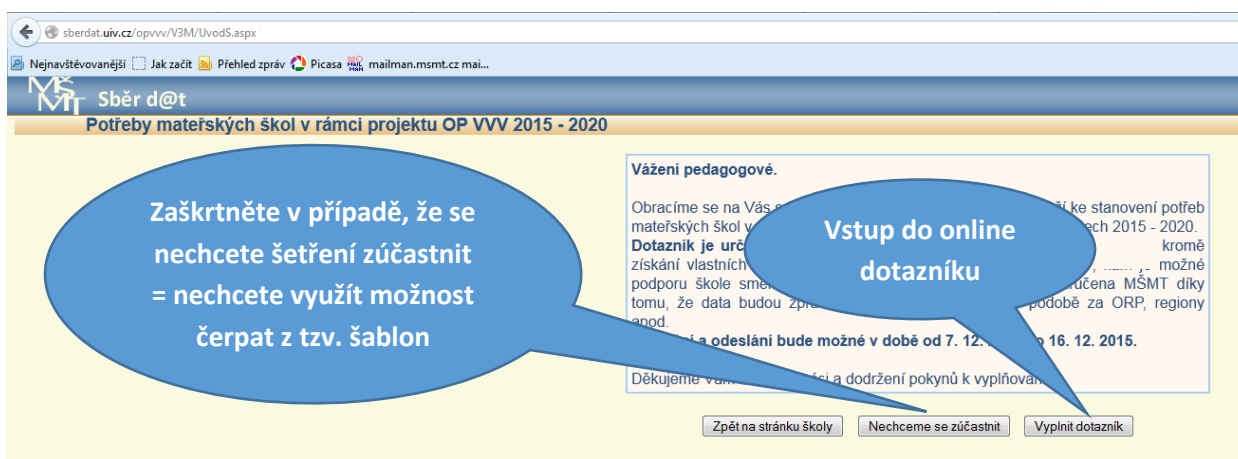 sberdat.uiv.cz/opvvv/V3M/UvodS.aspx
Nejnavštěvovanější Jak začít Přehled zpráv Picasa mailman.msmt.cz mai...
MŠMT Sběr d@t
Potřeby mateřských škol v rámci projektu OP VVV 2015 - 2020
Zaškrtněte v případě, že se
nechcete šetření zúčastnit
= nechcete využít možnost
čerpat z tzv. šablon
Vstup do online
dotazníku
Vážení pedagogové.
Obracíme se na Vás ke stanovení potřeb
mateřských škol v 2015 - 2020.
Dotazník je kromě
získání vlastních je možné
podporu škole MŠMT díky
tomu, že data budou podobě za ORP, regiony
apod.
a odeslání bude možné v době od 7. 12. 16. 12. 2015.
Děkujeme a dodržení pokynů k
Zpět na stránku školy Nechceme se zúčastnit Vyplnit dotazník